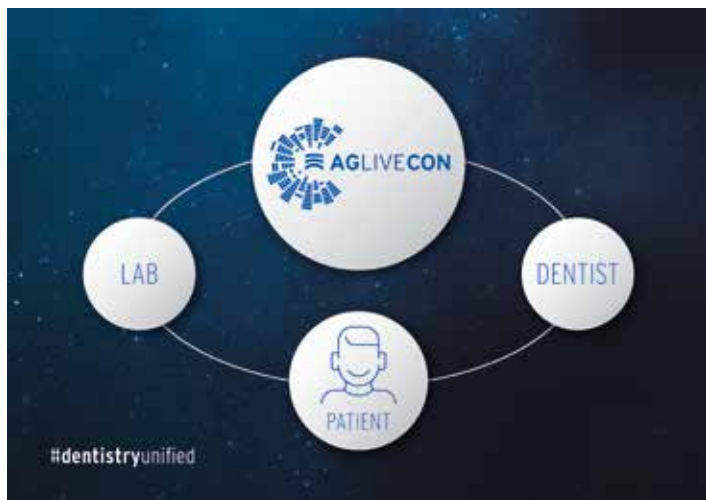 AGLIVECON
LAB
DENTIST
PATIENT
#dentistryunified